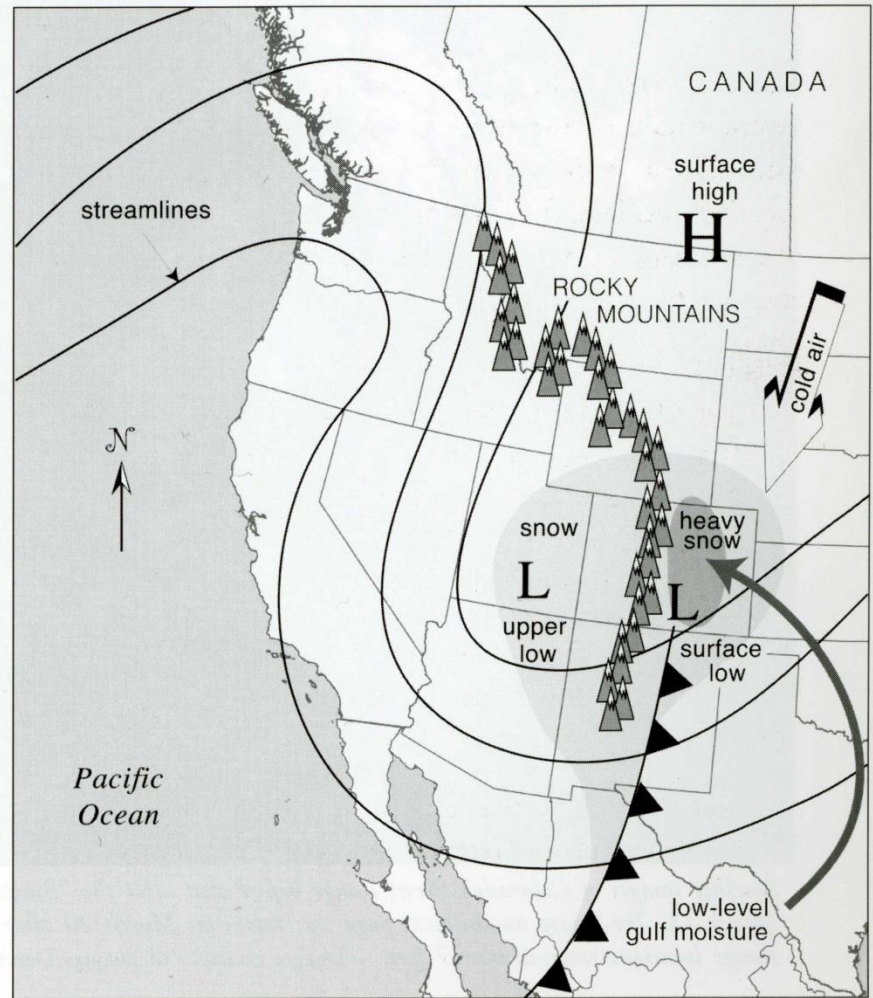 CANADA
surface
high
H
streamlines
ROCKY
MOUNTAINS
cold air
N
snow
heavy
snow
L
L
upper
low
surface
low
Pacific
Ocean
low-level
gulf moisture